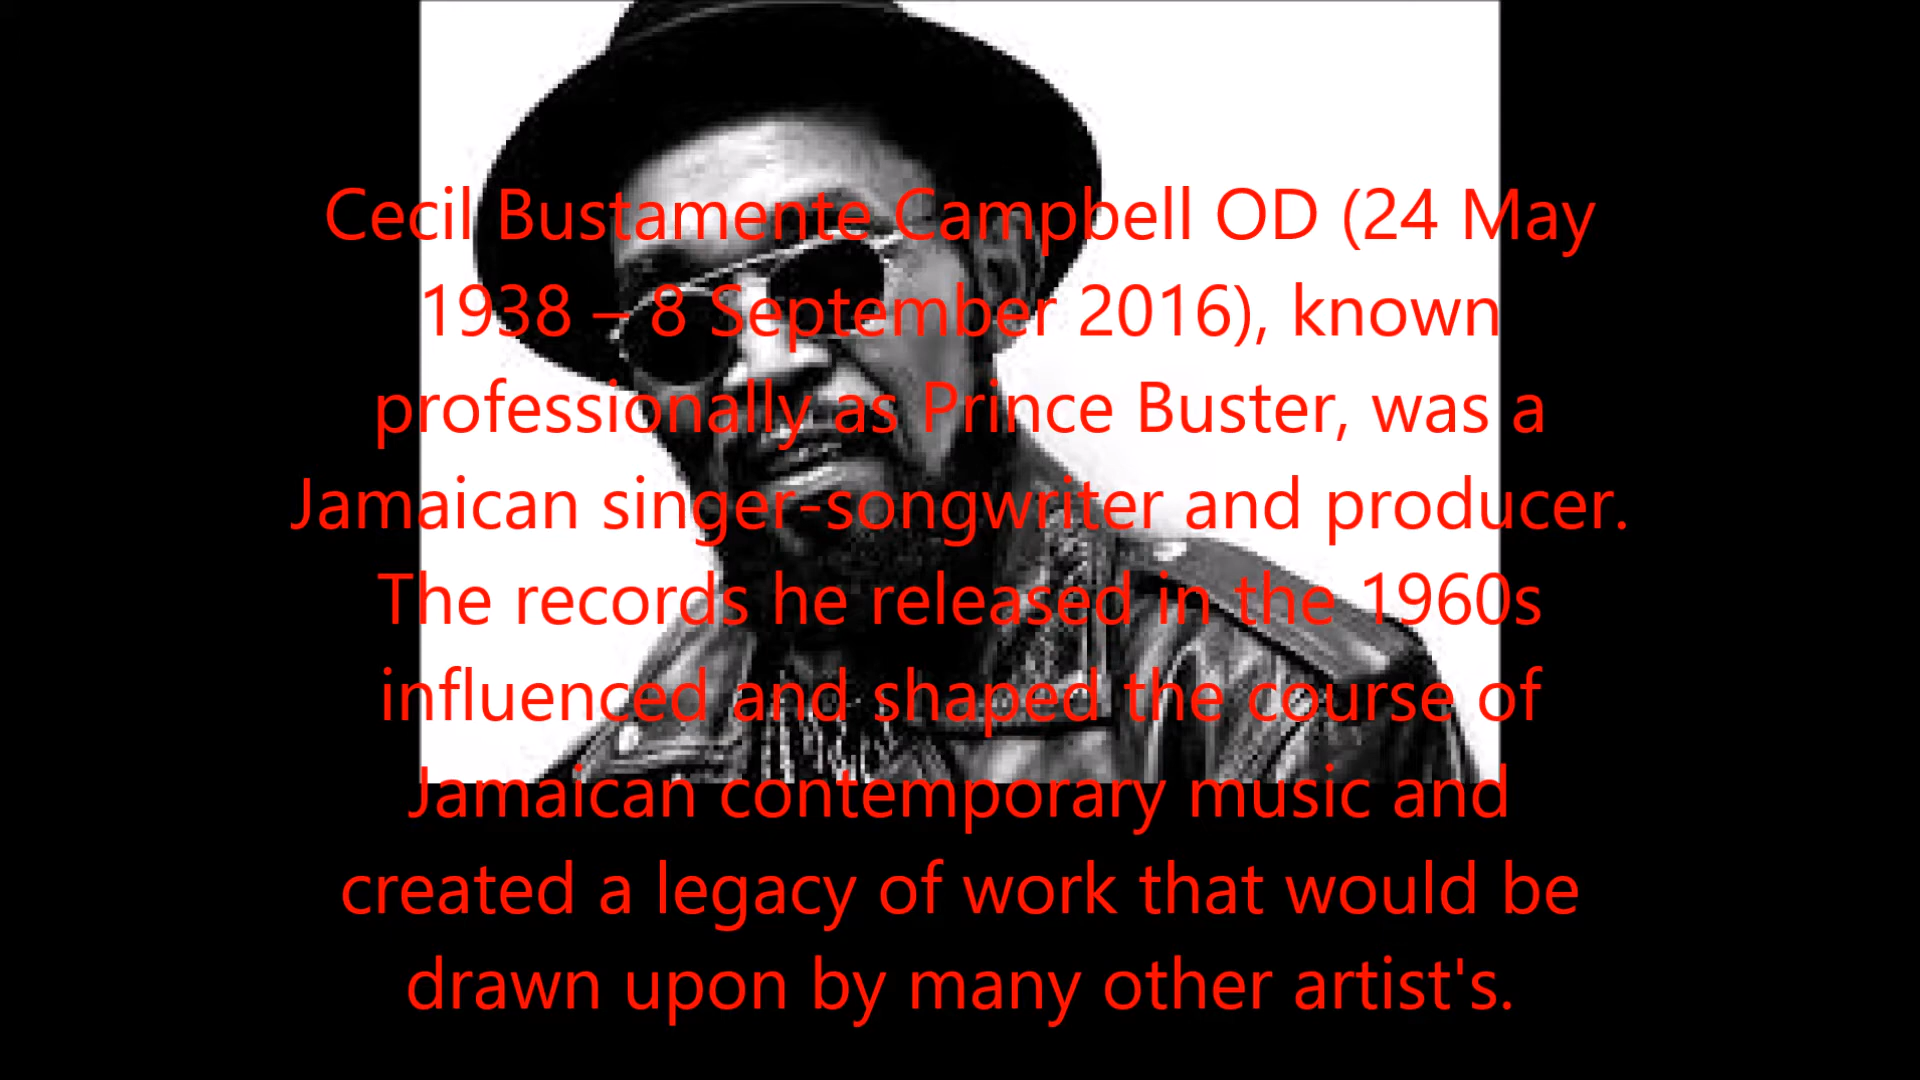 Cecil Bustamente Campbell OD (24 May
1938 – 8 September 2016), known
professionally as Prince Buster, was a
Jamaican singer-songwriter and producer.
The records he released in the 1960s
influenced and shaped the course of
Jamaican contemporary music and
created a legacy of work that would be
drawn upon by many other artist's.